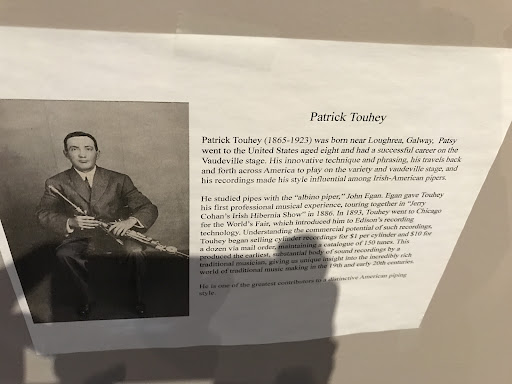 Patrick Touhey
Patrick Touhey (1865-1923) was born near Loughrea, Galway, Patsy
went to the United States aged eight and had a successful career on the
Vaudeville stage. His innovative technique and phrasing, his travels back
and forth across America to play on the variety and vaudeville stage, and
his recordings made his style influential among Irish-American pipers.
He studied pipes with the "albino piper," John Egan. Egan gave Touhey
his first professional musical experience, touring together in "Jerry
Cohan's Irish Hibernia Show" in 1886. In 1893, Touhey went to Chicago
for the World's Fair, which introduced him to Edison's recording
technology. Understanding the commercial potential of such recordings,
Touhey began selling cylinder recordings for $1 per cylinder and $10 for
a dozen via mail order, maintaining a catalogue of 150 tunes. This
produced the earliest, substantial body of sound recordings by a
traditional musician, giving us unique insight into the incredibly rich
world of traditional music making in the 19th and early 20th centuries.
He is one of the greatest contributors to a distinctive American piping
style.